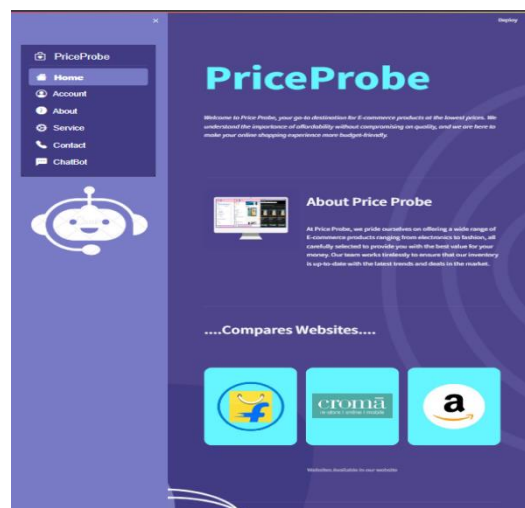 ×
Deploy
PriceProbe
Home
Account
About
Service
Contact
ChatBot
PriceProbe
Welcome to Price Probe, your go-to destination for E-commerce products at the lowest prices. We
understand the importance of affordability without compromising on quality, and we are here to
make your online shopping experience more budget-friendly.
About Price Probe
At Price Probe, we pride ourselves on offering a wide range of
E-commerce products ranging from electronics to fashion, all
carefully selected to provide you with the best value for your
money. Our team works tirelessly to ensure that our inventory
is up-to-date with the latest trends and deals in the market.
....Compares Websites....
cromā
a
Websites Available in our website